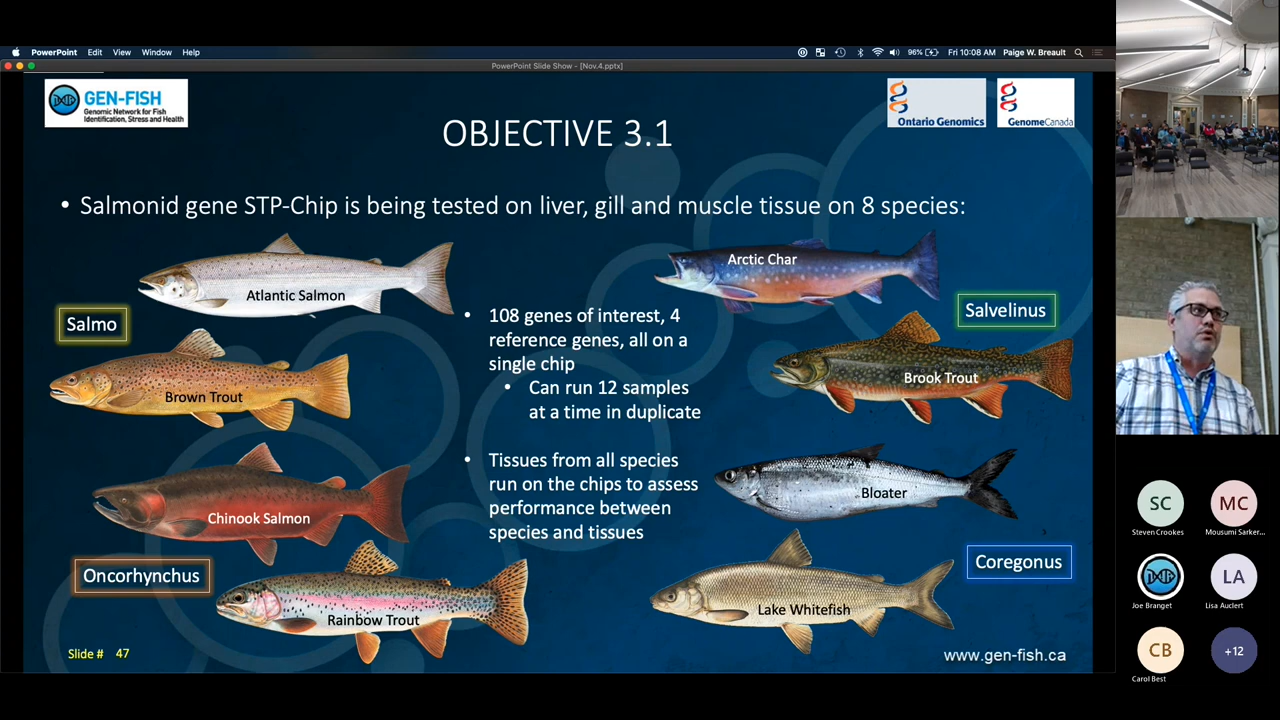 PowerPoint Edit View Window Help
96% Fri 10:08 AM Paige W. Breault
PowerPoint Slide Show - [Nov.4.pptx]
GEN-FISH
Genomic Network for Fish
Identification, Stress and Health
Ontario Genomics
GenomeCanada
OBJECTIVE 3.1
• Salmonid gene STP-Chip is being tested on liver, gill and muscle tissue on 8 species:
Atlantic Salmon
Salmo
Brown Trout
Chinook Salmon
Oncorhynchus
Rainbow Trout
• 108 genes of interest, 4
reference genes, all on a
single chip
• Can run 12 samples
at a time in duplicate
• Tissues from all species
run on the chips to assess
performance between
species and tissues
Arctic Char
Salvelinus
Brook Trout
Bloater
Coregonus
Lake Whitefish
Slide # 47
www.gen-fish.ca
SC
Steven Crookes
MC
Mousumi Sarker...
Joe Branget
LA
Lisa Auclert
CB
Carol Best
+12